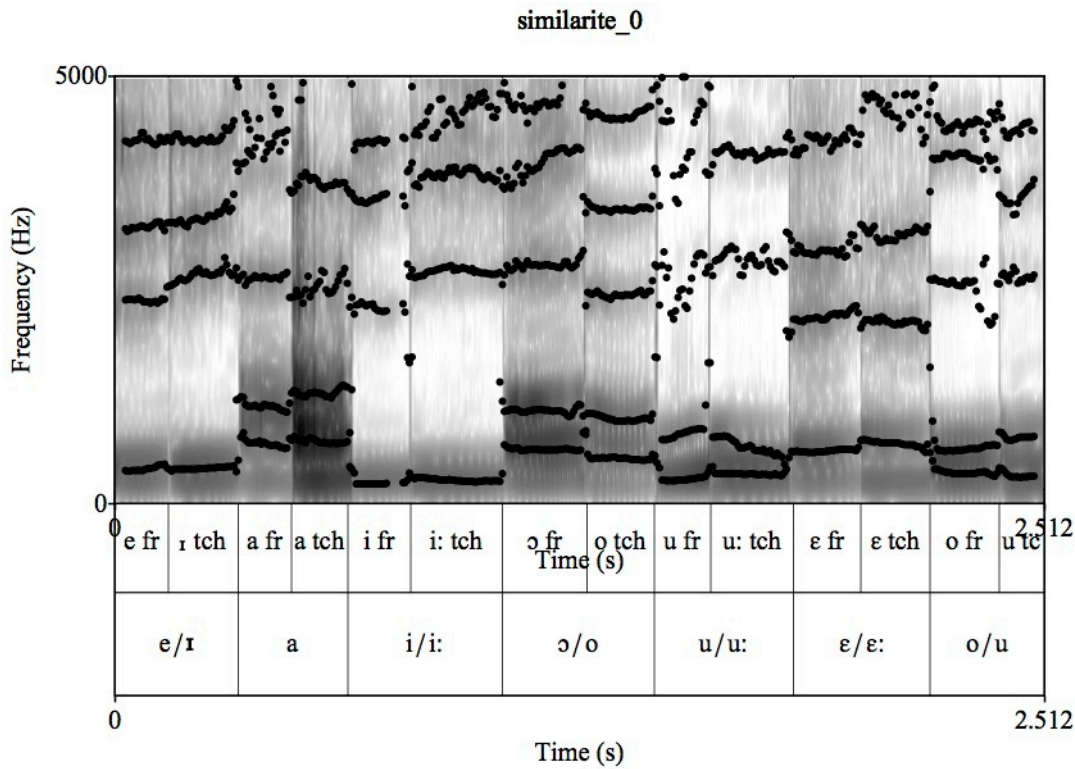 similarite_0
5000
Frequency (Hz)
0
0 2.512
Time (s)
e fr ɪ tch a fr a tch i fr i: tch ɔ fr o tch u fr u: tch ɛ fr ɛ tch o fr u tc
e/ɪ a i/i: ɔ/o u/u: ɛ/ɛ: o/u
0 2.512
Time (s)